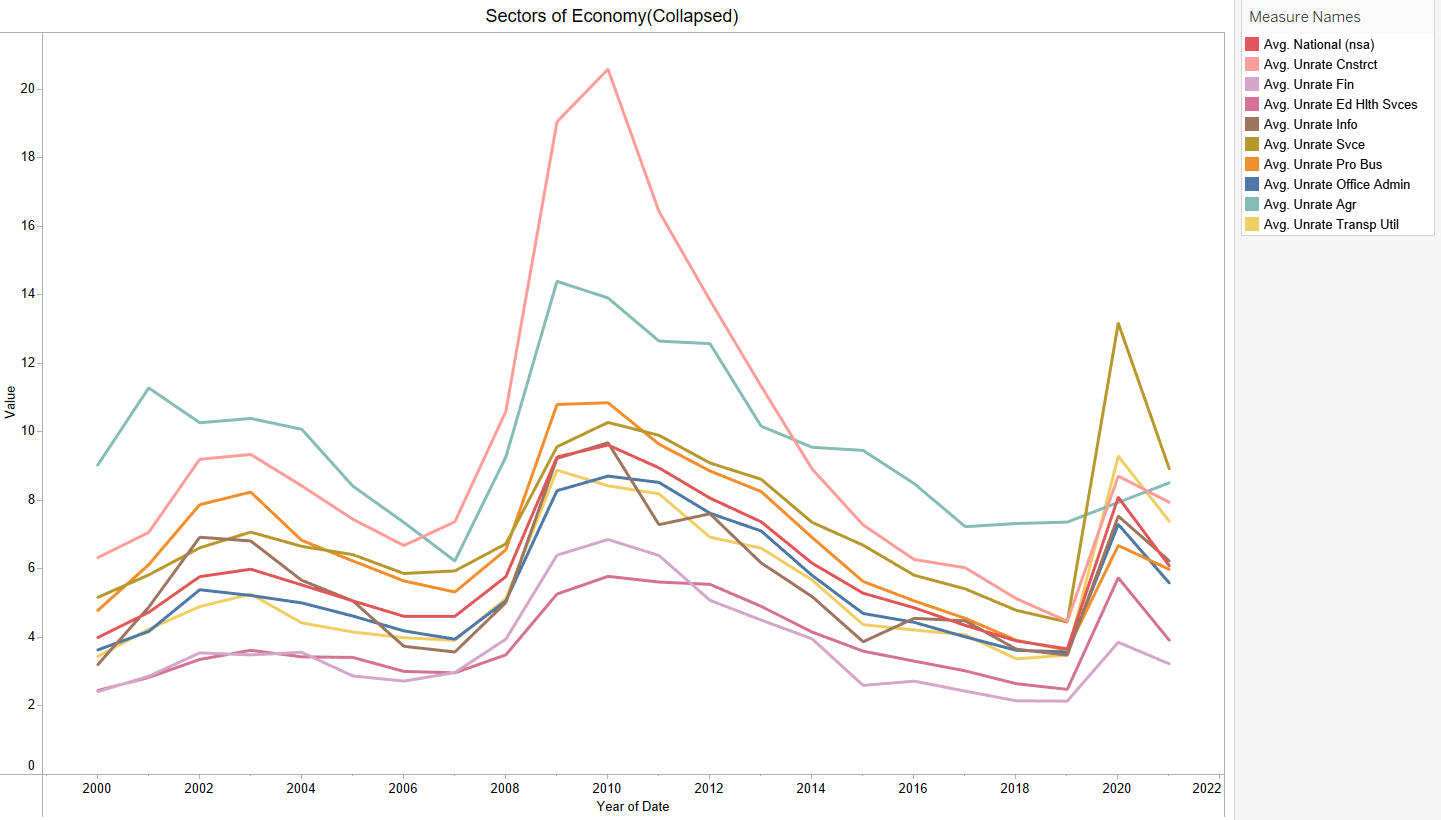 Sectors of Economy(Collapsed)
Measure Names
Avg. National (nsa)
Avg. Unrate Cnstrct
Avg. Unrate Fin
Avg. Unrate Ed Hlth Svces
Avg. Unrate Info
Avg. Unrate Svce
Avg. Unrate Pro Bus
Avg. Unrate Office Admin
Avg. Unrate Agr
Avg. Unrate Transp Util
Value
20
18
16
14
12
10
8
6
4
2
0
2000 2002 2004 2006 2008 2010 2012 2014 2016 2018 2020 2022
Year of Date